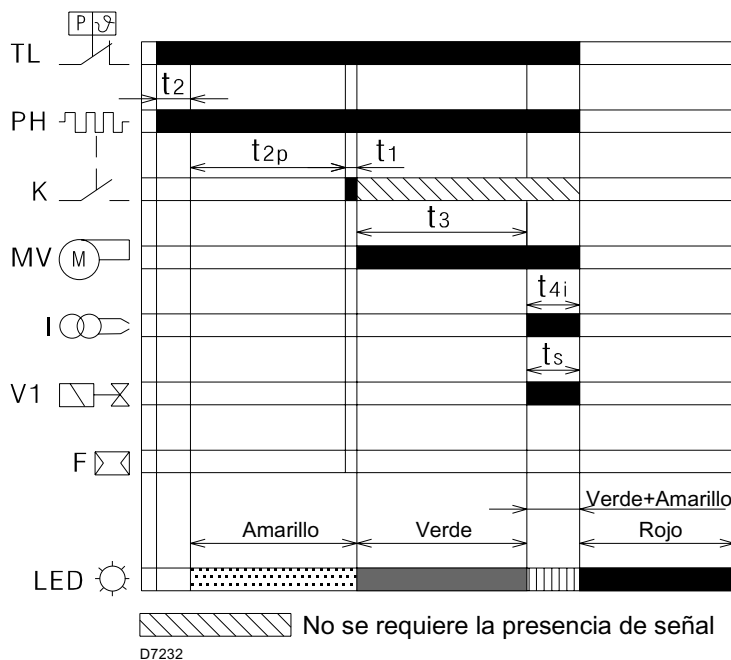 P ϑ
TL
t2
PH
t2p t1
K
t3
MV M
t4i
I
ts
V1
F
Verde+Amarillo
Amarillo Verde Rojo
LED
No se requiere la presencia de señal
D7232